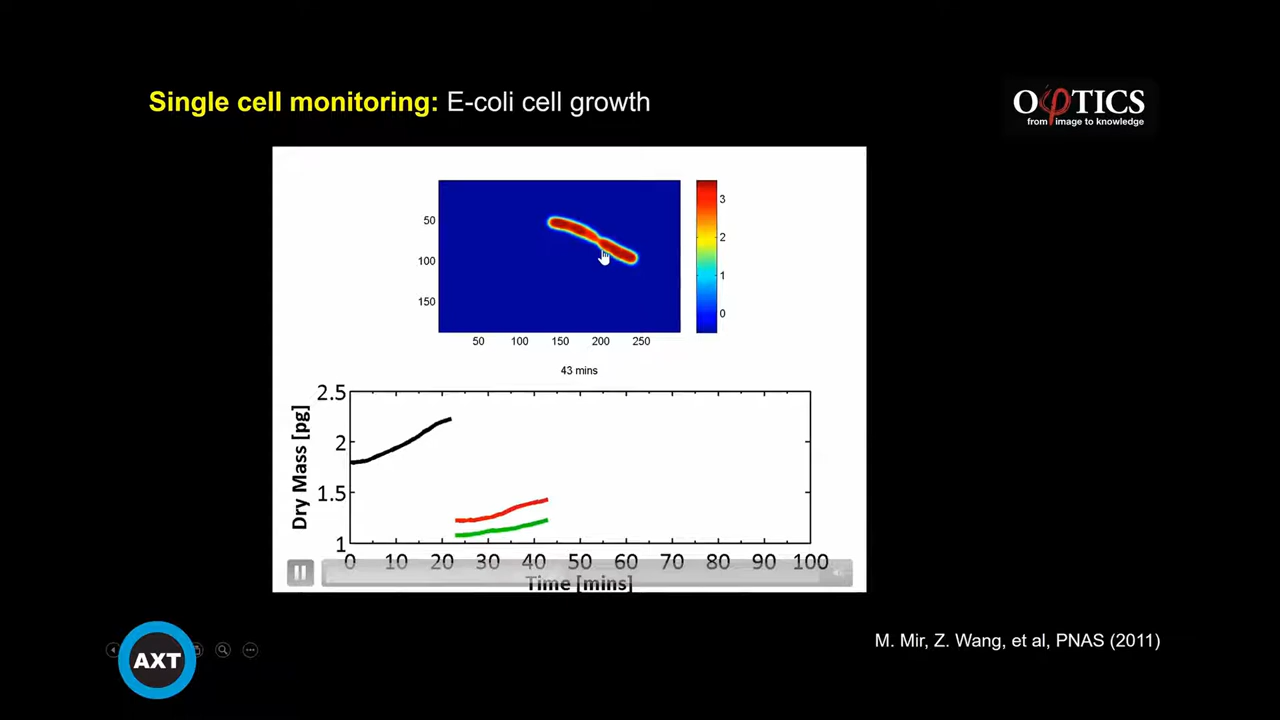 Single cell monitoring: E-coli cell growth
OφTICS
from image to knowledge
50
100
150
50 100 150 200 250
3
2
1
0
43 mins
2.5
2
1.5
1
Dry Mass [pg]
0 10 20 30 40 50 60 70 80 90 100
Time [mins]
M. Mir, Z. Wang, et al, PNAS (2011)
AXT